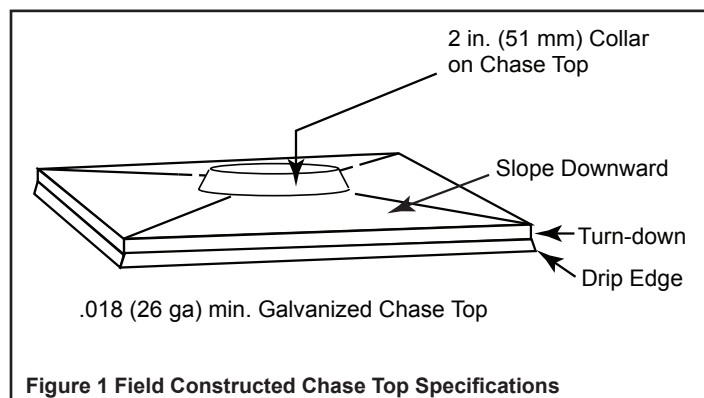 2 in. (51 mm) Collar
on Chase Top
Slope Downward
Turn-down
Drip Edge
.018 (26 ga) min. Galvanized Chase Top
Figure 1 Field Constructed Chase Top Specifications